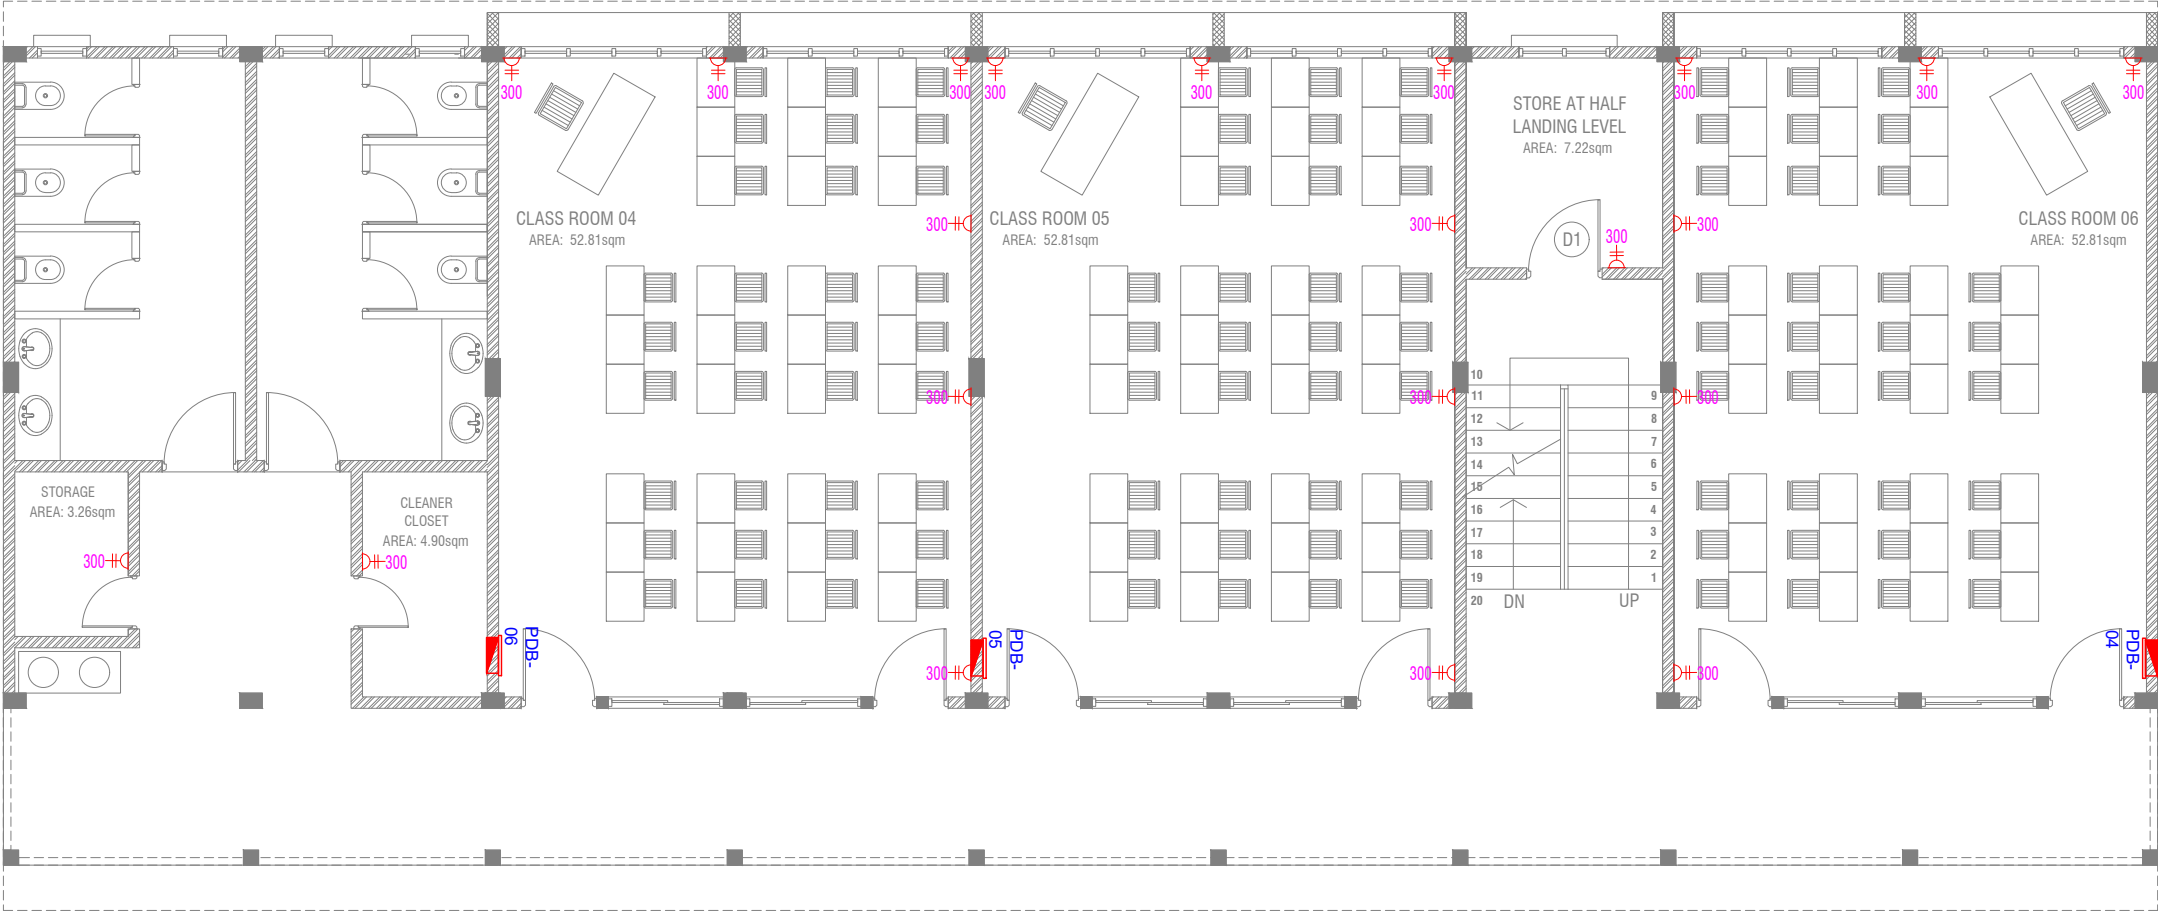 300
300
300
300
300
300
300
300
300
STORE AT HALF
LANDING LEVEL
AREA: 7.22sqm
CLASS ROOM 04
AREA: 52.81sqm
300
CLASS ROOM 05
AREA: 52.81sqm
300
D1
300
300
CLASS ROOM 06
AREA: 52.81sqm
300
300
300
10
11
12
13
14
15
16
17
18
19
20
9
8
7
6
5
4
3
2
1
DN
UP
STORAGE
AREA: 3.26sqm
CLEANER
CLOSET
AREA: 4.90sqm
300
300
PDB-
06
PDB-
05
PDB-
04
300
300
300